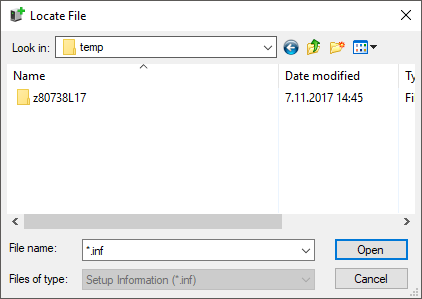 Locate File
Look in: temp
Name Date modified Ty
z80738L17 7.11.2017 14:45 Fi
File name: *.inf Open
Files of type: Setup Information (*.inf) Cancel